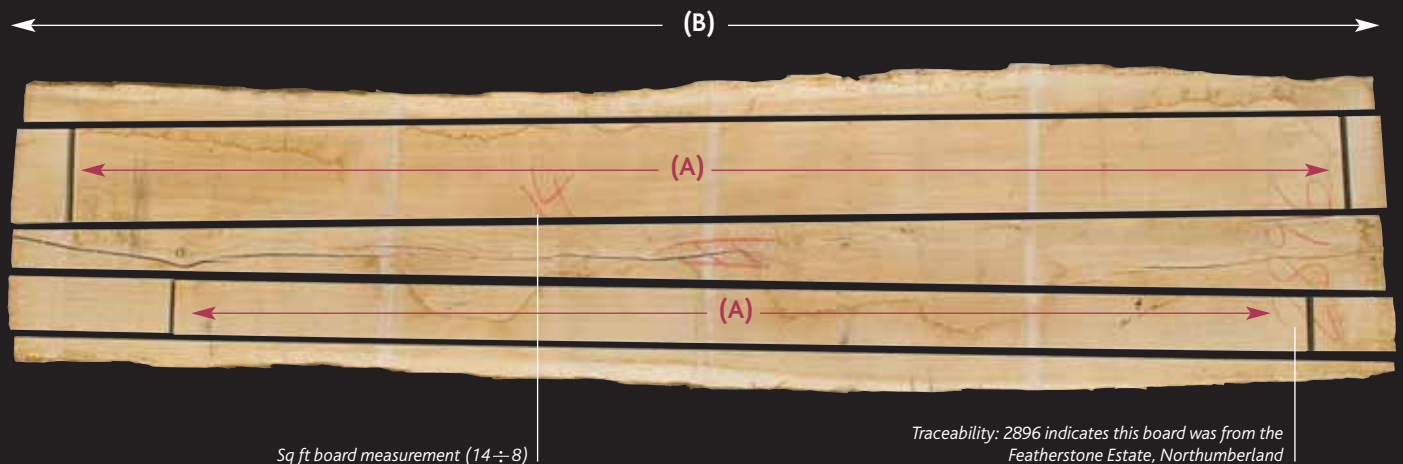 (B)
(A)
(A)
Sq ft board measurement (14÷8)
Traceability: 2896 indicates this board was from the
Featherstone Estate, Northumberland